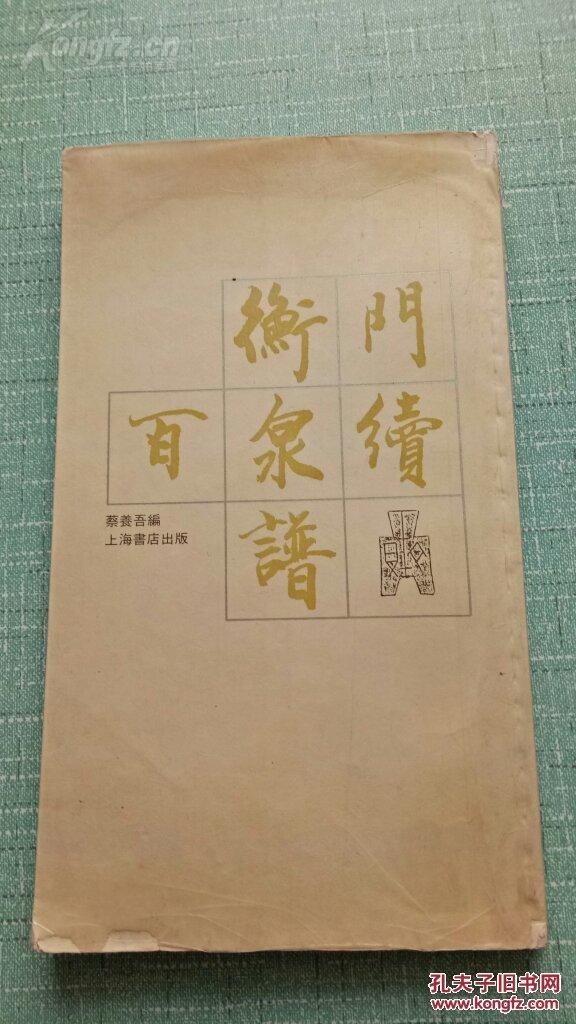 Kongfz.cn
衡門
百泉續
譜
蔡養吾編
上海書店出版
孔夫子旧书网
www.kongfz.com